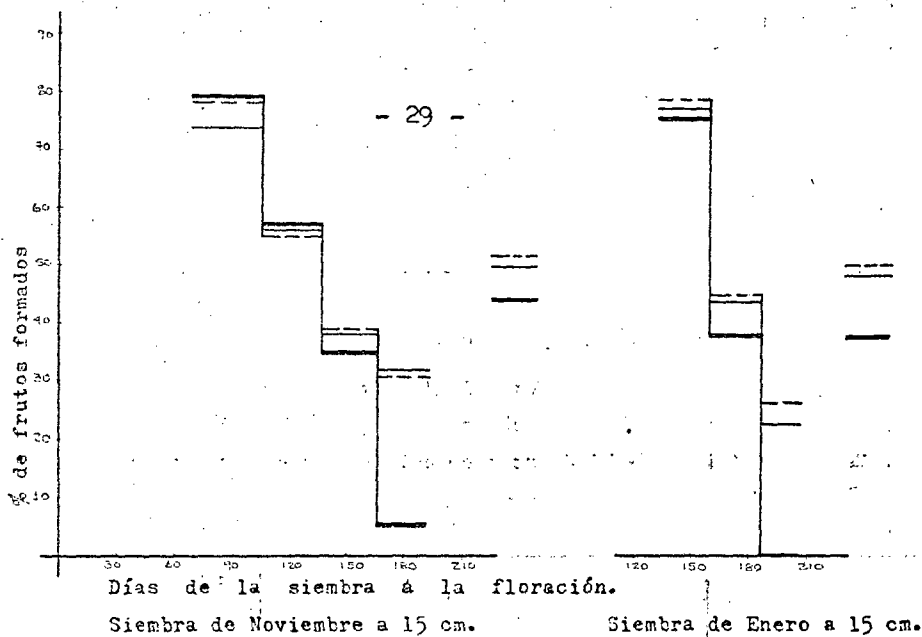 - 29 -
% de frutos formados
90
80
70
60
50
40
30
20
10
30 60 90 120 150 180 210
120 150 180 210
Días de la siembra a la floración.
Siembra de Noviembre a 15 cm.
Siembra de Enero a 15 cm.